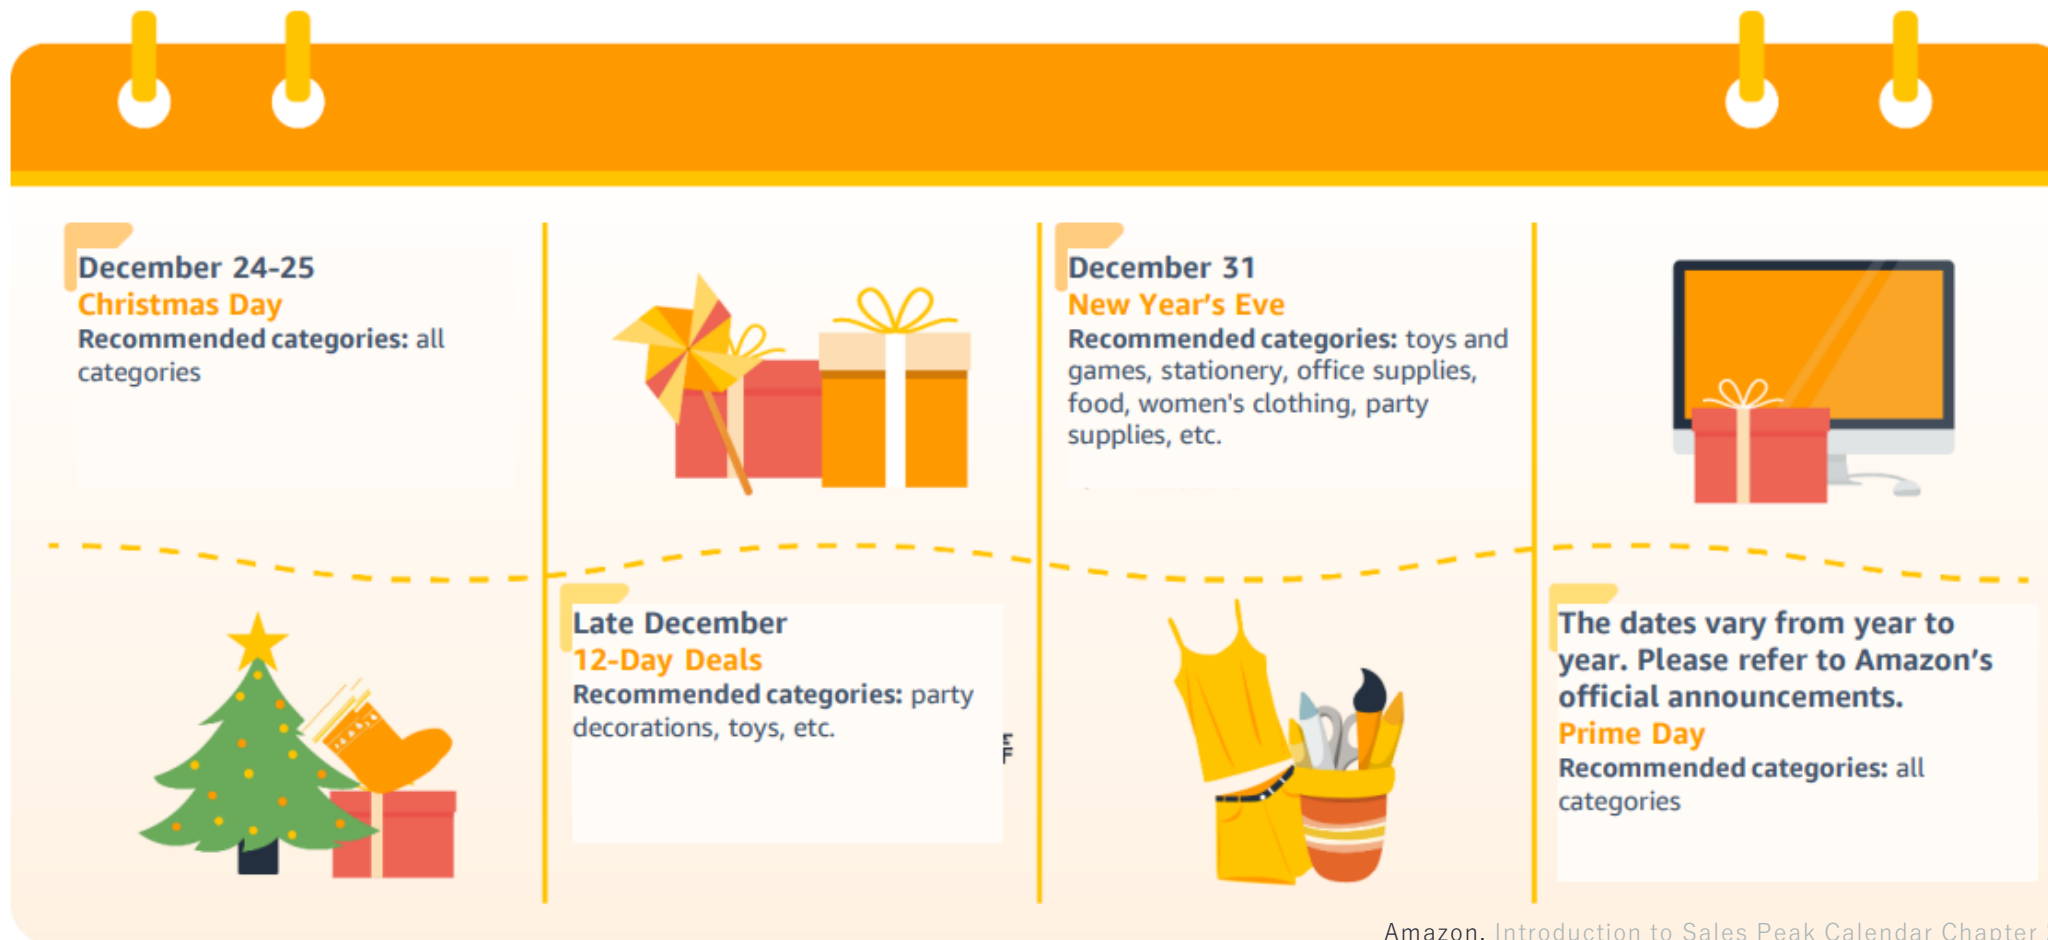 December 24-25
Christmas Day
Recommended categories: all
categories
December 31
New Year's Eve
Recommended categories: toys and
games, stationery, office supplies,
food, women's clothing, party
supplies, etc.
Late December
12-Day Deals
Recommended categories: party
decorations, toys, etc.
The dates vary from year to
year. Please refer to Amazon's
official announcements.
Prime Day
Recommended categories: all
categories
Amazon. Introduction to Sales Peak Calendar Chapter